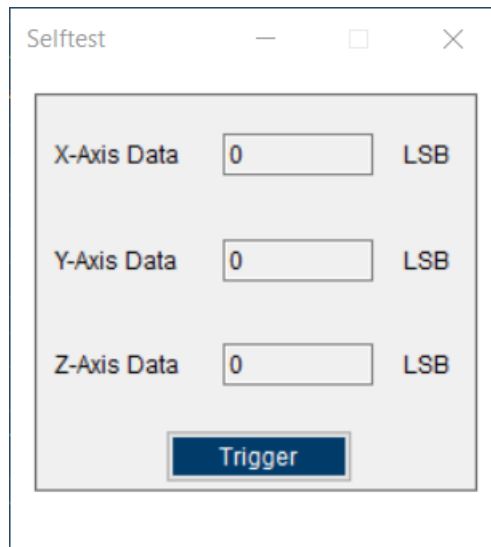 Selftest
X-Axis Data 0 LSB
Y-Axis Data 0 LSB
Z-Axis Data 0 LSB
Trigger